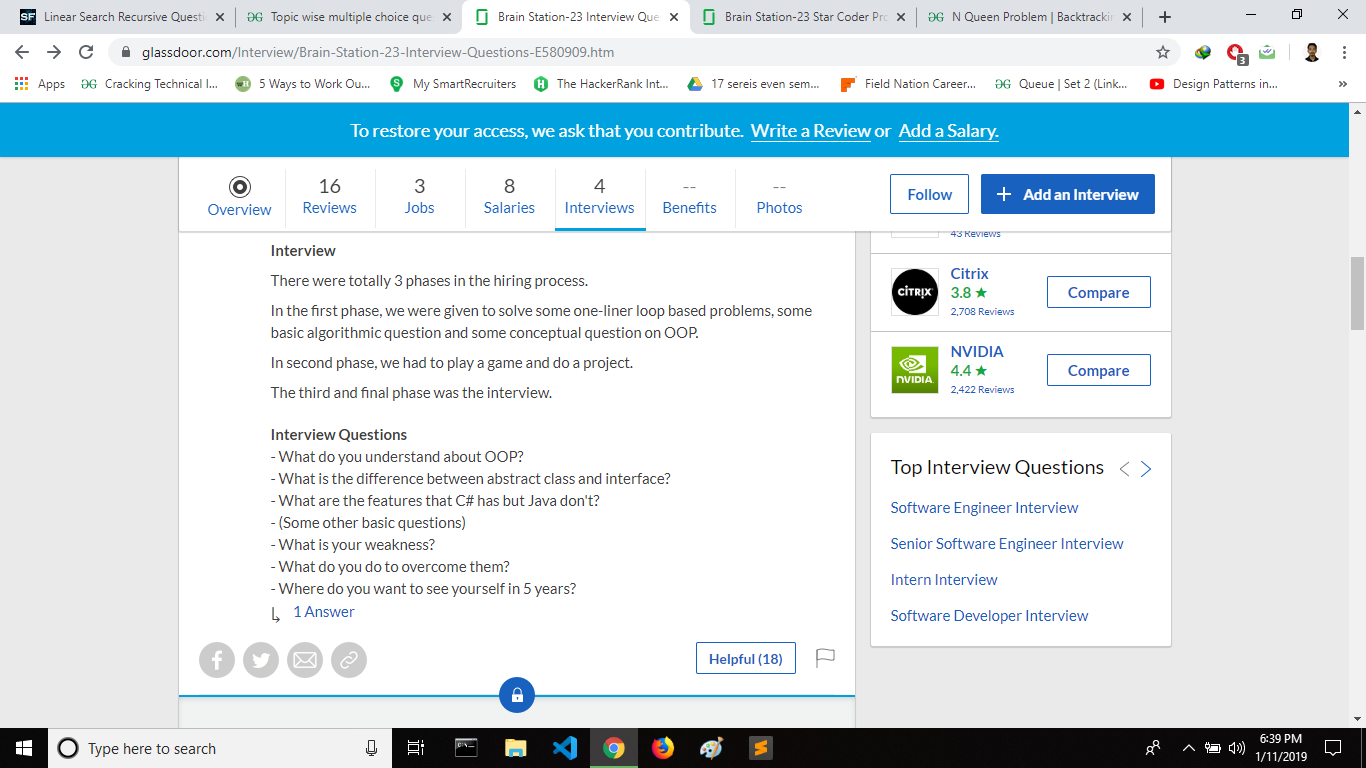 Linear Search Recursive Questi
Topic wise multiple choice que
Brain Station-23 Interview Que
Brain Station-23 Star Coder Pro
N Queen Problem | Backtrackin
glassdoor.com/Interview/Brain-Station-23-Interview-Questions-E580909.htm
3
Apps
Cracking Technical I...
5 Ways to Work Ou...
My SmartRecruiters
The HackerRank Int...
17 sereis even sem...
Field Nation Career...
Queue | Set 2 (Link...
Design Patterns in...
»
To restore your access, we ask that you contribute. Write a Review or Add a Salary.
Overview
16 Reviews
3 Jobs
8 Salaries
4 Interviews
-- Benefits
-- Photos
Follow
+ Add an Interview
Interview
There were totally 3 phases in the hiring process.
In the first phase, we were given to solve some one-liner loop based problems, some
basic algorithmic question and some conceptual question on OOP.
In second phase, we had to play a game and do a project.
The third and final phase was the interview.
Interview Questions
- What do you understand about OOP?
- What is the difference between abstract class and interface?
- What are the features that C# has but Java don't?
- (Some other basic questions)
- What is your weakness?
- What do you do to overcome them?
- Where do you want to see yourself in 5 years?
1 Answer
Helpful (18)
43 Reviews
CİTRIX
Citrix
3.8 ★
2,708 Reviews
Compare
NVIDIA
NVIDIA
4.4 ★
2,422 Reviews
Compare
Top Interview Questions
Software Engineer Interview
Senior Software Engineer Interview
Intern Interview
Software Developer Interview
Type here to search
6:39 PM
1/11/2019